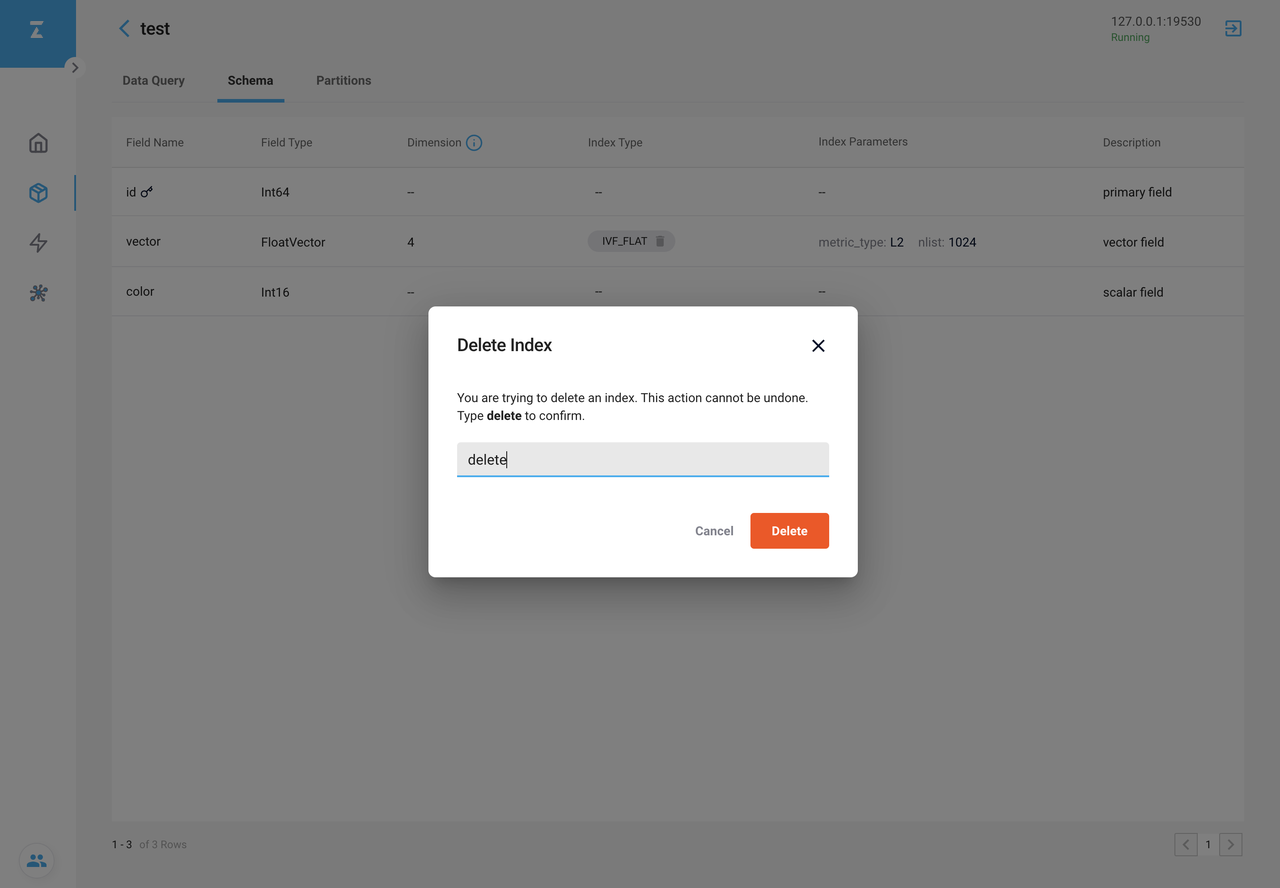 test
127.0.0.1:19530
Running
Data Query Schema Partitions
Field Name Field Type Dimension Index Type Index Parameters Description
id Int64 -- -- -- primary field
vector FloatVector 4 IVF_FLAT metric_type: L2 nlist: 1024 vector field
color Int16 -- -- -- scalar field
Delete Index
You are trying to delete an index. This action cannot be undone.
Type delete to confirm.
delete
Cancel Delete
1 - 3 of 3 Rows 1